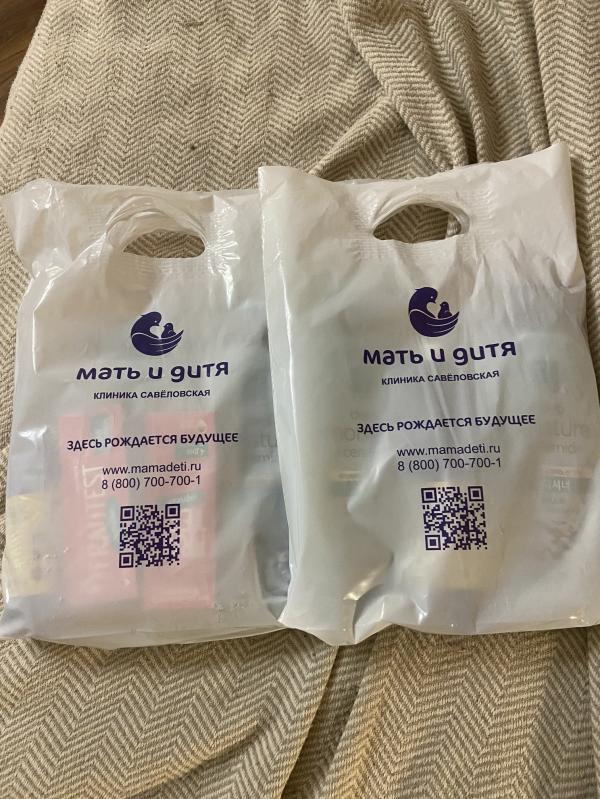 мать и дитя
КЛИНИКА САВЁЛОВСКАЯ
ЗДЕСЬ РОЖДАЕТСЯ БУДУЩЕЕ
www.mamadeti.ru
8 (800) 700-700-1
мать и дитя
КЛИНИКА САВЁЛОВСКАЯ
ЗДЕСЬ РОЖДАЕТСЯ БУДУЩЕЕ
www.mamadeti.ru
8 (800) 700-700-1